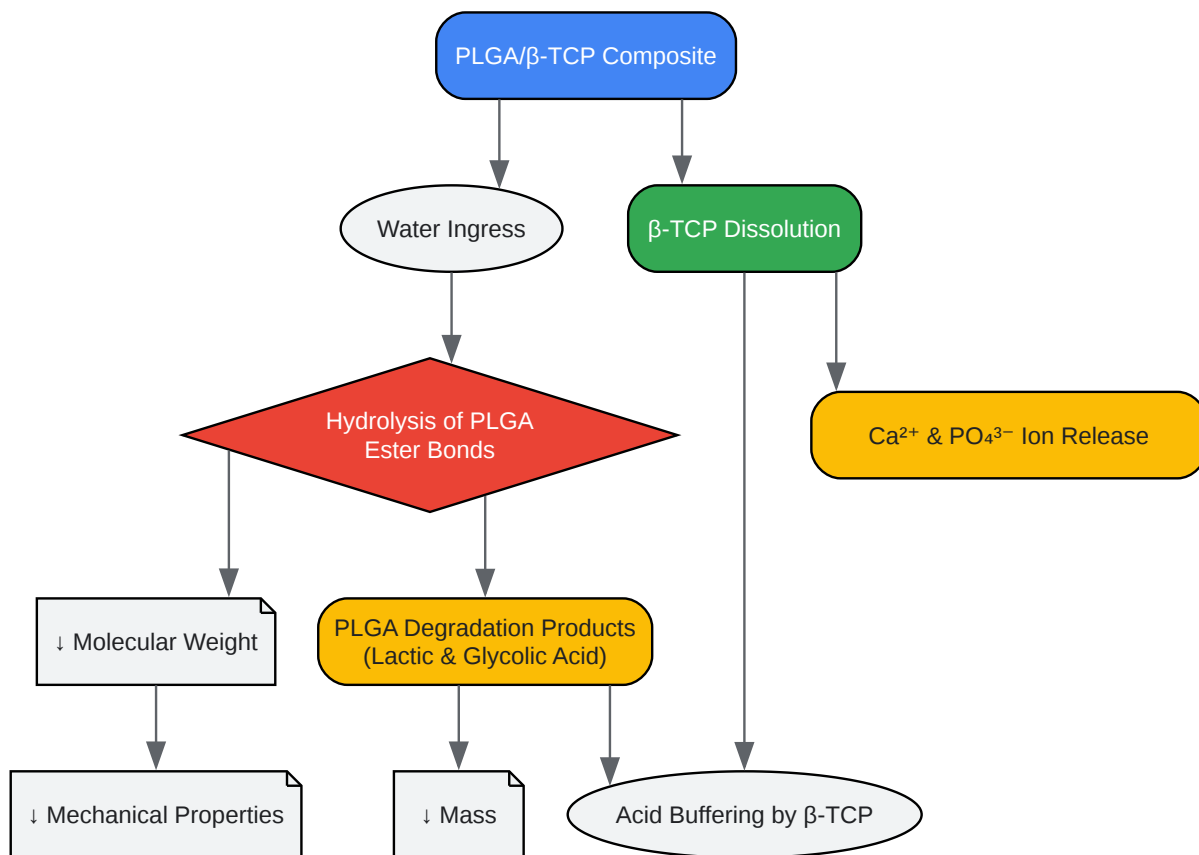 PLGA/β-TCP Composite
Water Ingress
β-TCP Dissolution
Hydrolysis of PLGA
Ester Bonds
Ca²⁺ & PO₄³⁻ Ion Release
↓ Molecular Weight
PLGA Degradation Products
(Lactic & Glycolic Acid)
↓ Mechanical Properties
↓ Mass
Acid Buffering by β-TCP